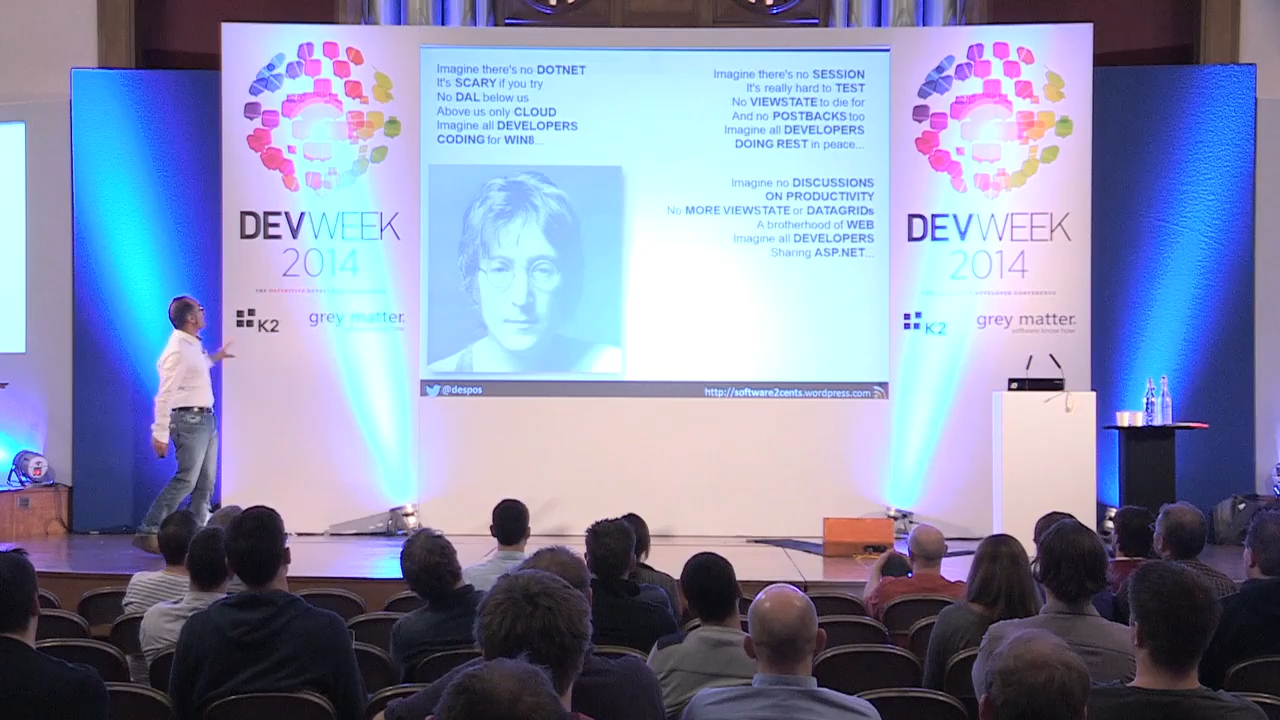 Imagine there's no DOTNET
It's SCARY if you try
No DAL below us
Above us only CLOUD
Imagine all DEVELOPERS
CODING for WIN8...
Imagine there's no SESSION
It's really hard to TEST
No VIEWSTATE to die for
And no POSTBACKS too
Imagine all DEVELOPERS
DOING REST in peace...
Imagine no DISCUSSIONS
ON PRODUCTIVITY
No MORE VIEWSTATE or DATAGRIDs
A brotherhood of WEB
Imagine all DEVELOPERS
Sharing ASP.NET...
@despos
http://software2cents.wordpress.com
DEVWEEK
2014
K2
grey matter
DEVWEEK
2014
K2
grey matter
software know how